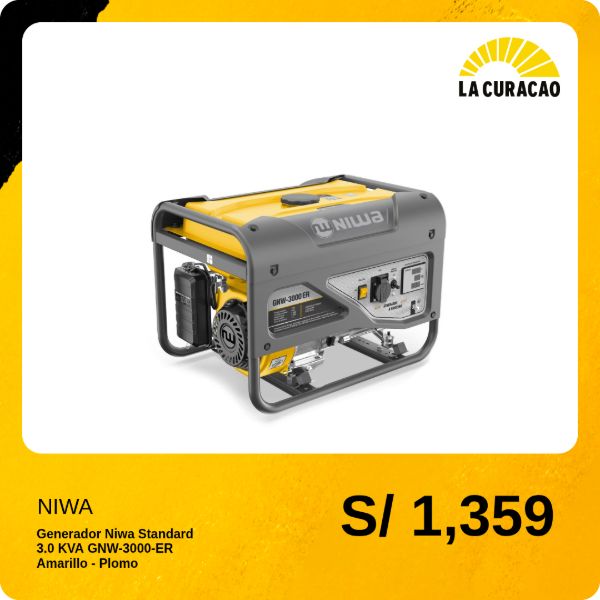 LA CURACAO
NIWA
GNW-3000 ER
NIWA
S/ 1,359
Generador Niwa Standard
3.0 KVA GNW-3000-ER
Amarillo - Plomo